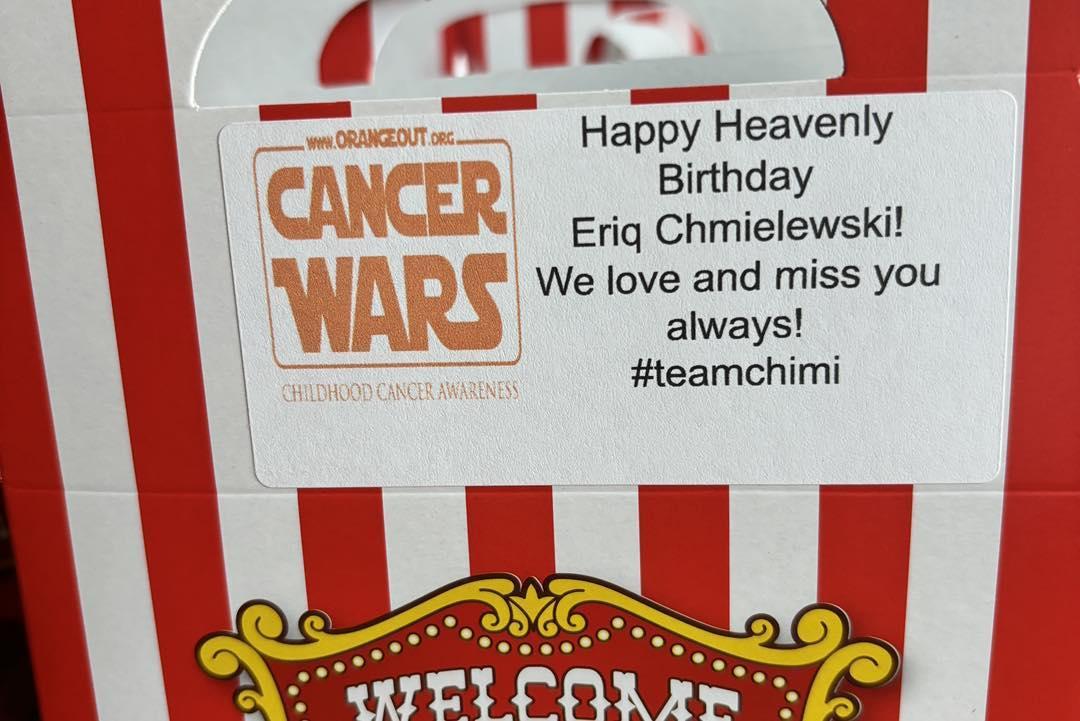 www.ORANGEOUT.ORG
CANCER
WARS
CHILDHOOD CANCER AWARENESS
Happy Heavenly
Birthday
Eriq Chmielewski!
We love and miss you
always!
#teamchimi
WELCOME